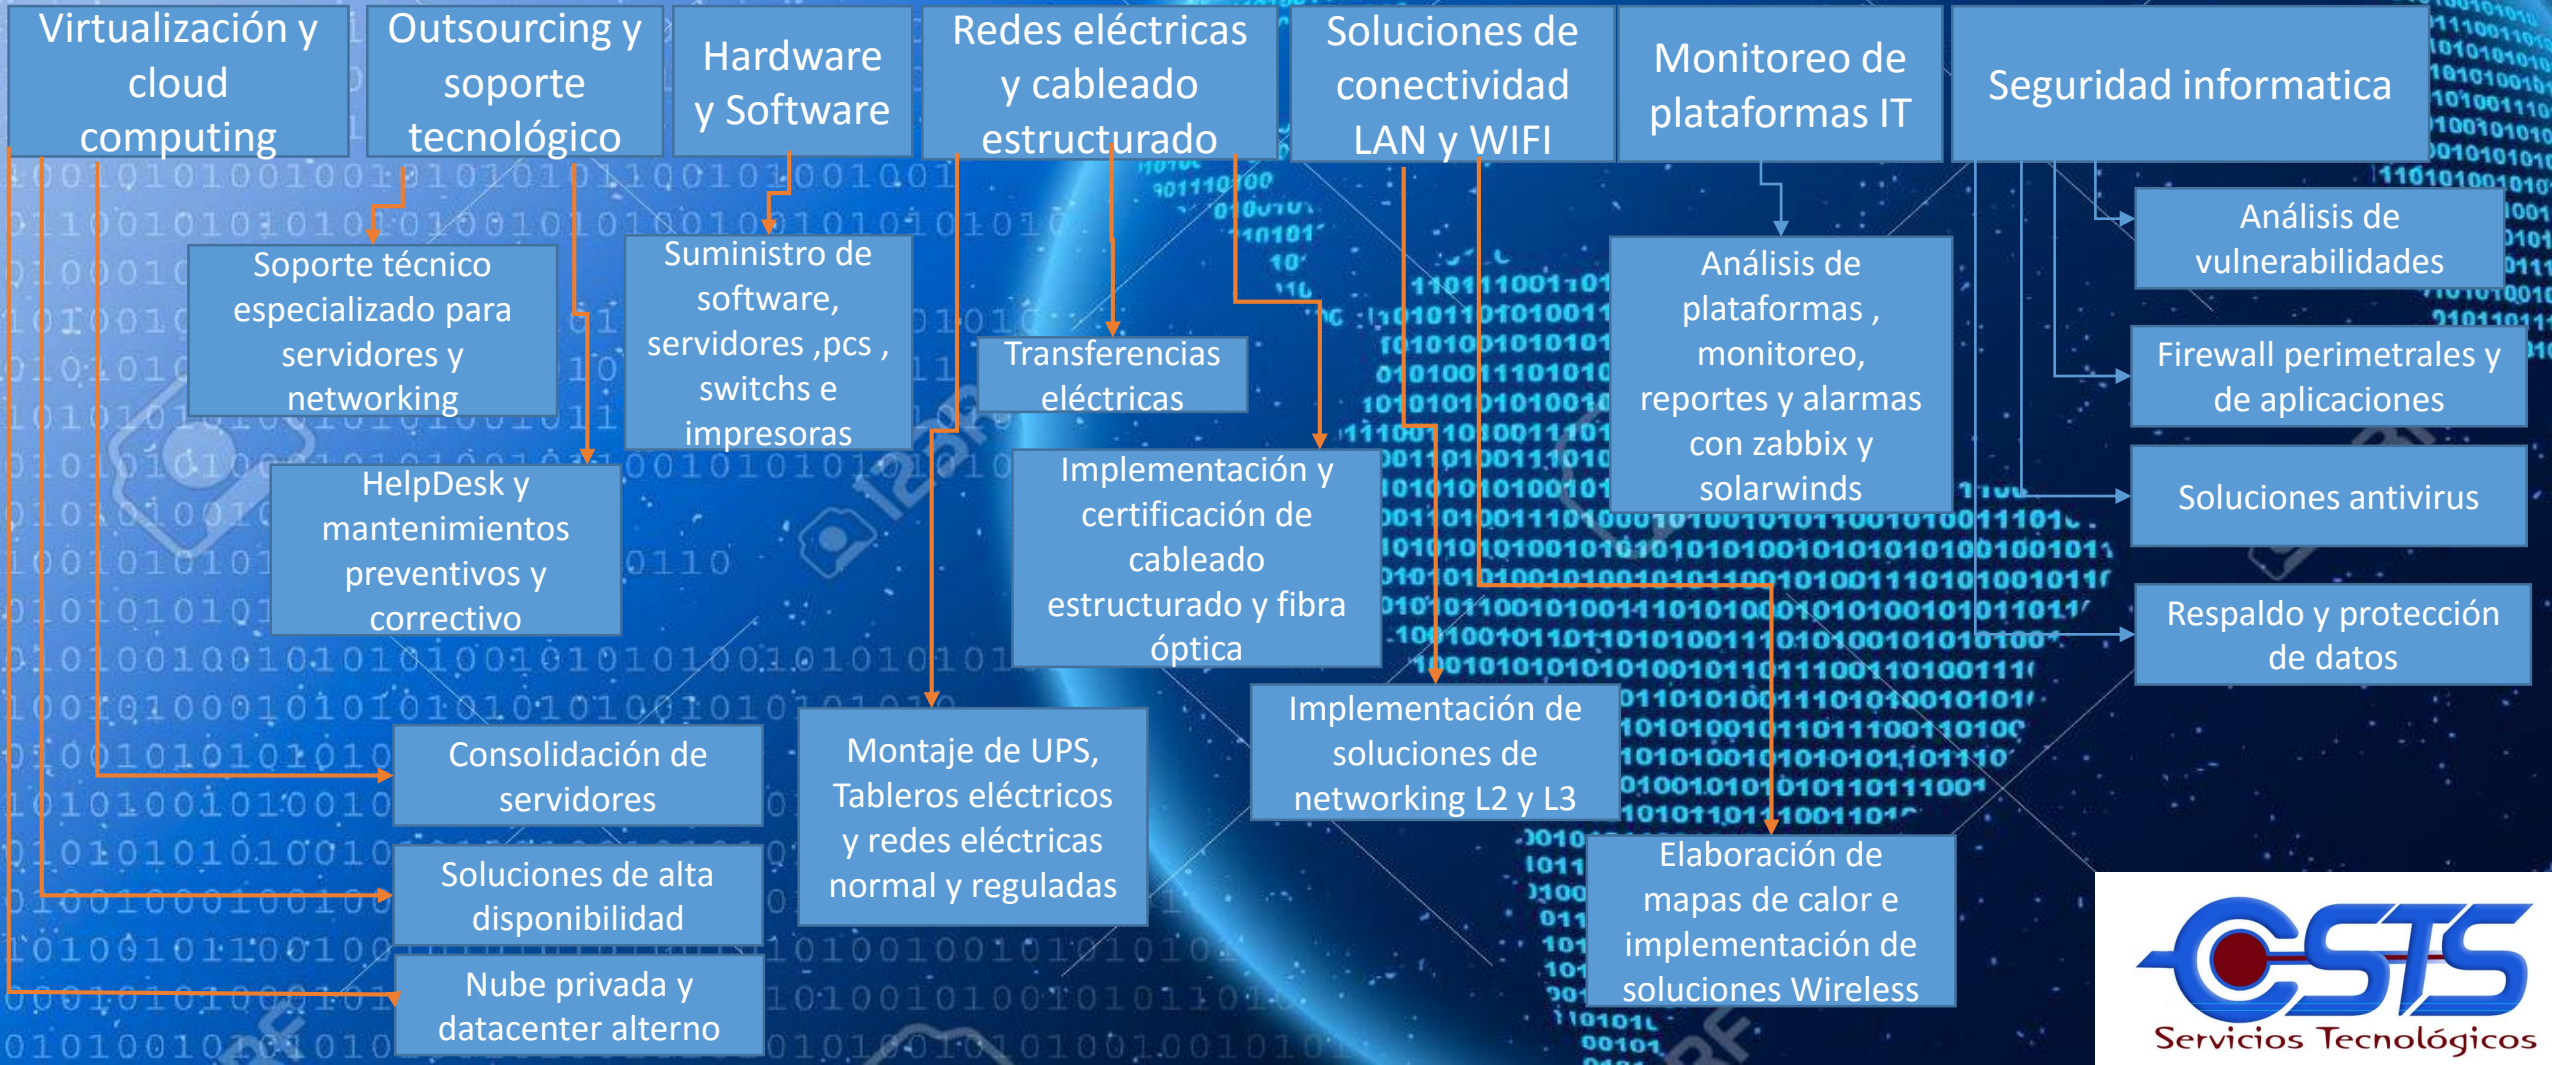 Virtualización y
cloud
computing
Outsourcing y
soporte
tecnológico
Hardware
y Software
Redes eléctricas
y cableado
estructurado
Soluciones de
conectividad
LAN y WIFI
Monitoreo de
plataformas IT
Seguridad informatica
Soporte técnico
especializado para
servidores y
networking
HelpDesk y
mantenimientos
preventivos y
correctivo
Suministro de
software,
servidores ,pcs ,
switchs e
impresoras
Transferencias
eléctricas
Implementación y
certificación de
cableado
estructurado y fibra
óptica
Análisis de
plataformas ,
monitoreo,
reportes y alarmas
con zabbix y
solarwinds
Análisis de
vulnerabilidades
Firewall perimetrales y
de aplicaciones
Soluciones antivirus
Respaldo y protección
de datos
Consolidación de
servidores
Soluciones de alta
disponibilidad
Nube privada y
datacenter alterno
Montaje de UPS,
Tableros eléctricos
y redes eléctricas
normal y reguladas
Implementación de
soluciones de
networking L2 y L3
Elaboración de
mapas de calor e
implementación de
soluciones Wireless
CSTS
Servicios Tecnológicos